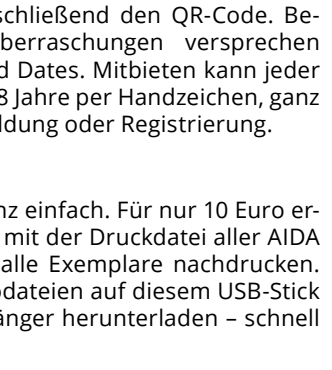 schließend den QR-Code. Be-
berraschungen versprechen
d Dates. Mitbieten kann jeder
8 Jahre per Handzeichen, ganz
ldung oder Registrierung.
nz einfach. Für nur 10 Euro er-
mit der Druckdatei aller AIDA
alle Exemplare nachdrucken.
dateien auf diesem USB-Stick
änger herunterladen – schnell